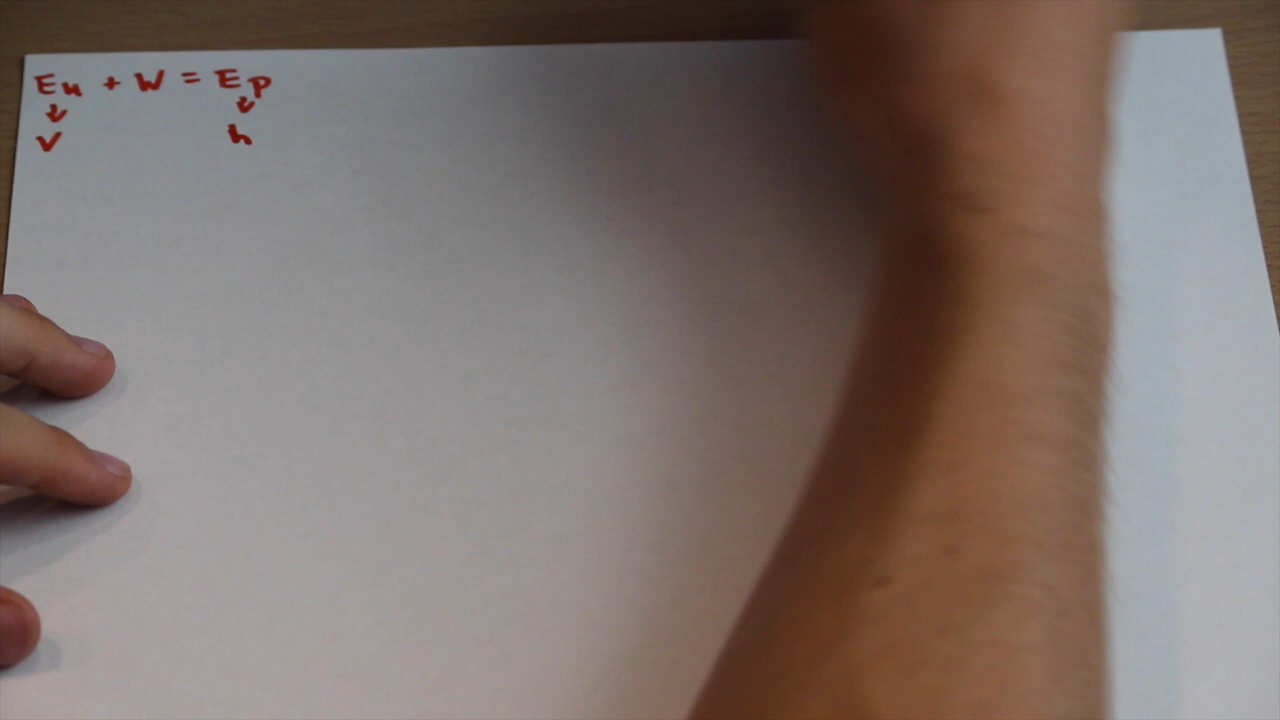 Ek + W = Ep
↓ ↓
v h